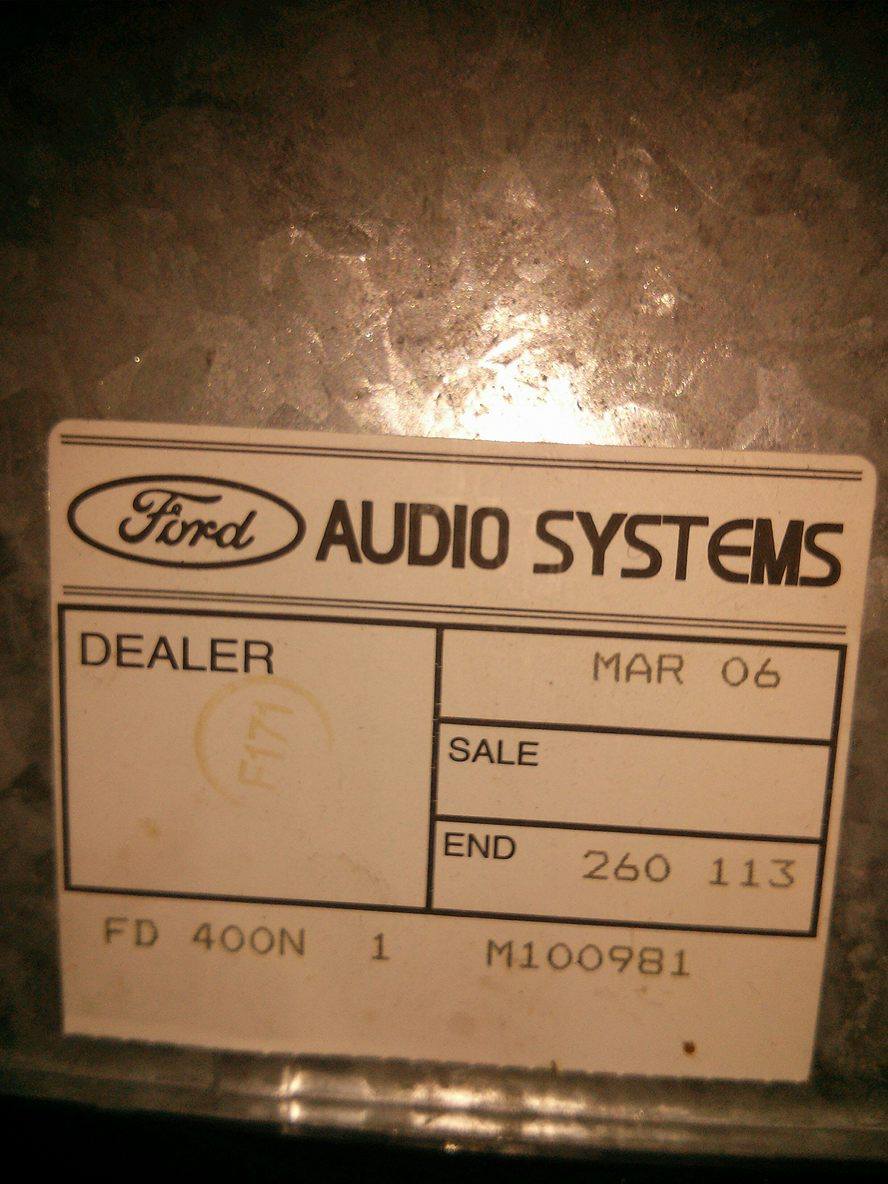 Ford AUDIO SYSTEMS
DEALER
F171
MAR 06
SALE
END 260 113
FD 400N 1 M100981